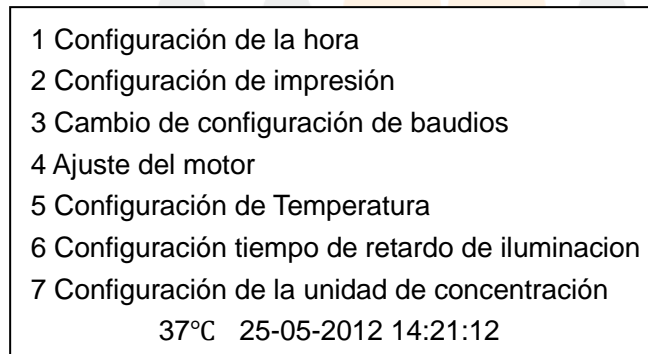 1 Configuración de la hora
2 Configuración de impresión
3 Cambio de configuración de baudios
4 Ajuste del motor
5 Configuración de Temperatura
6 Configuración tiempo de retardo de iluminacion
7 Configuración de la unidad de concentración
37℃ 25-05-2012 14:21:12